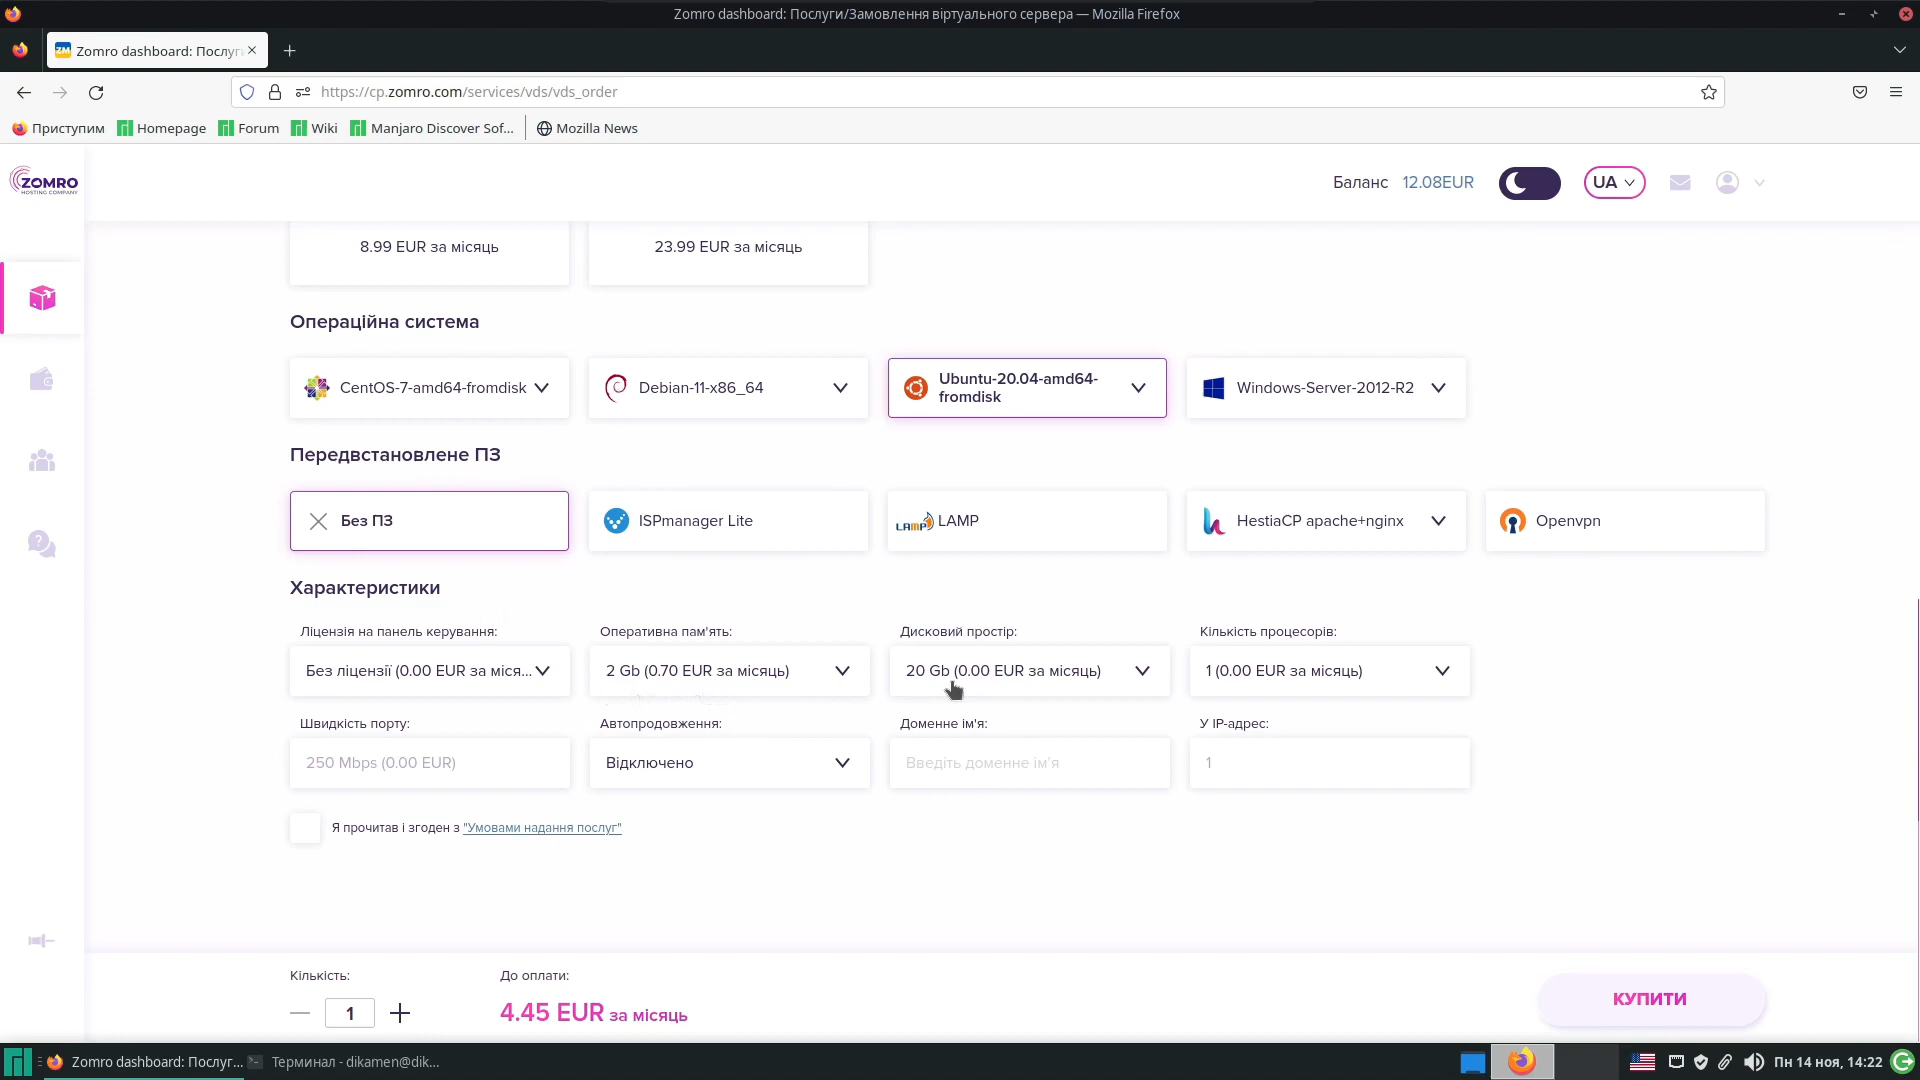 Zomro dashboard: Послуги/Замовлення віртуального сервера — Mozilla Firefox
ZM Zomro dashboard: Послуги
https://cp.zomro.com/services/vds/vds_order
Приступим Homepage Forum Wiki Manjaro Discover Sof... Mozilla News
ZOMRO
HOSTING COMPANY
Баланс 12.08EUR UA
8.99 EUR за місяць 23.99 EUR за місяць
Операційна система
CentOS-7-amd64-fromdisk Debian-11-x86_64 Ubuntu-20.04-amd64-fromdisk Windows-Server-2012-R2
Передвстановлене ПЗ
Без ПЗ ISPmanager Lite LAMP LAMP HestiaCP apache+nginx Openvpn
Характеристики
Ліцензія на панель керування: Оперативна пам'ять: Дисковий простір: Кількість процесорів:
Без ліцензії (0.00 EUR за міся... 2 Gb (0.70 EUR за місяць) 20 Gb (0.00 EUR за місяць) 1 (0.00 EUR за місяць)
Швидкість порту: Автопродовження: Доменне ім'я: У IP-адрес:
250 Mbps (0.00 EUR) Відключено Введіть доменне ім'я 1
Я прочитав і згоден з "Умовами надання послуг"
Кількість: До оплати:
1 4.45 EUR за місяць КУПИТИ
Zomro dashboard: Послуг... Терминал - dikamen@dik... Пн 14 ноя, 14:22